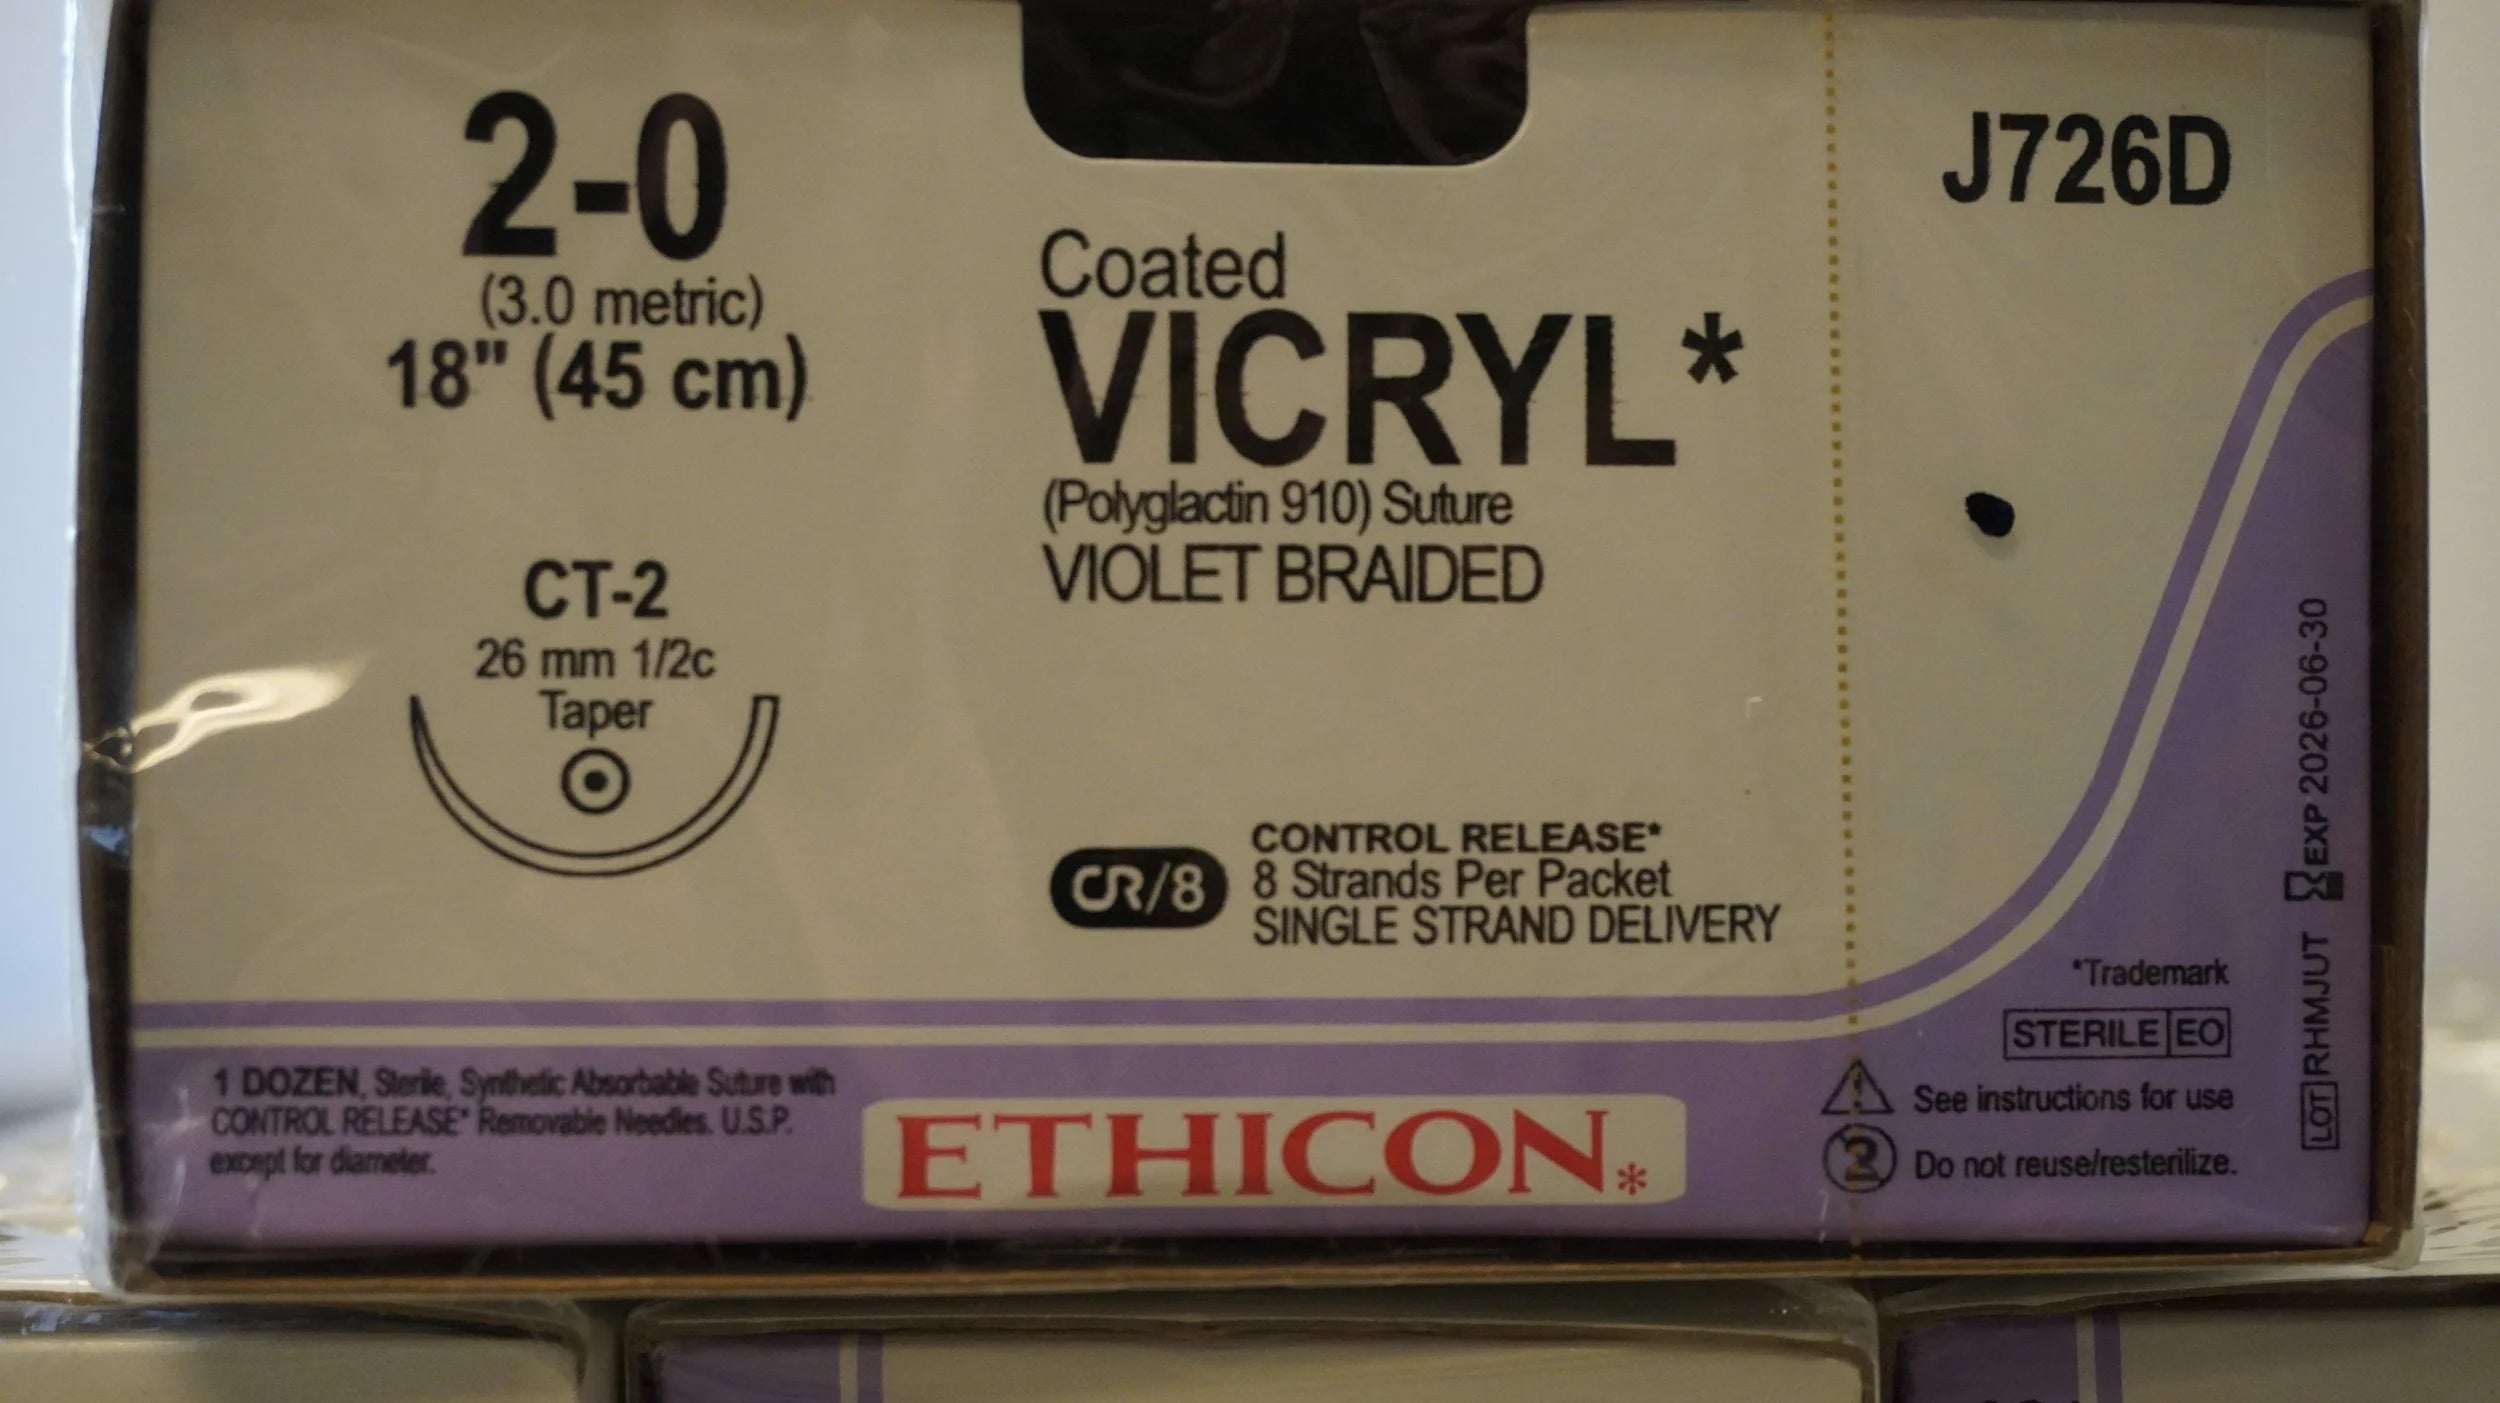 2-0
(3.0 metric)
18" (45 cm)
CT-2
26 mm 1/2c
Taper
Coated
VICRYL*
(Polyglactin 910) Suture
VIOLET BRAIDED
CR/8
CONTROL RELEASE*
8 Strands Per Packet
SINGLE STRAND DELIVERY
J726D
1 DOZEN, Sterile, Synthetic Absorbable Suture with
CONTROL RELEASE* Removable Needles. U.S.P.
except for diameter.
ETHICON*
*Trademark
STERILE EO
See instructions for use
2
Do not reuse/resterilize.
LOT RHMJUT EXP 2026-06-30